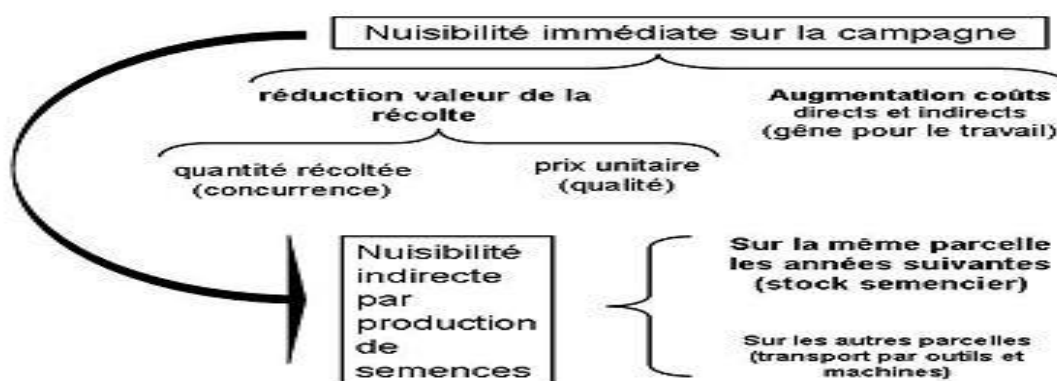 Nuisibilité immédiate sur la campagne
réduction valeur de la
récolte
Augmentation coûts
directs et indirects
(gêne pour le travail)
quantité récoltée
(concurrence)
prix unitaire
(qualité)
Nuisibilité
indirecte
par
production
de
semences
Sur la même parcelle
les années suivantes
(stock semencier)
Sur les autres parcelles
(transport par outils et
machines)